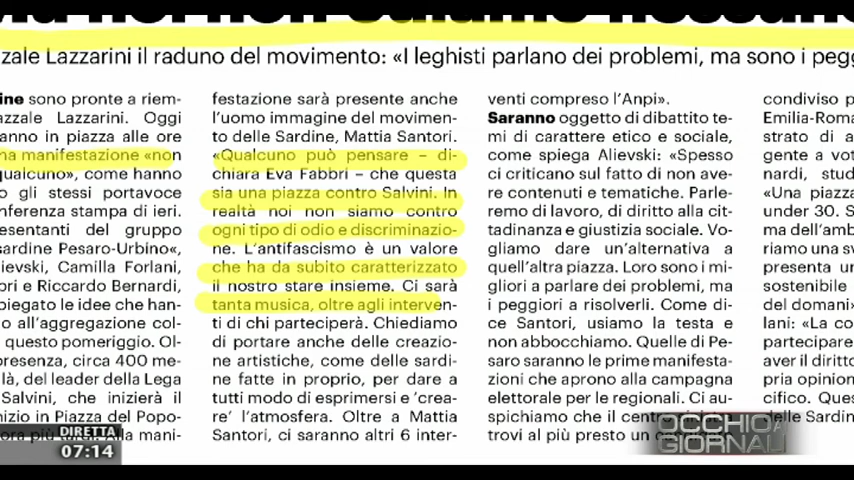 noi non
zale Lazzarini il raduno del movimento: «I leghisti parlano dei problemi, ma sono i pegg
ine sono pronte a riem-
azzale Lazzarini. Oggi
anno in piazza alle ore
na manifestazione «non
qualcuno», come hanno
o gli stessi portavoce
nferenza stampa di ieri.
esentanti del gruppo
sardine Pesaro-Urbino«,
ievski, Camilla Forlani,
bri e Riccardo Bernardi,
piegato le idee che han-
o all'aggregazione col-
questo pomeriggio. Ol-
presenza, circa 400 me-
là, del leader della Lega
Salvini, che inizierà il
nizio in Piazza del Popo-
ora più tardi. Alla mani-
festazione sarà presente anche
l'uomo immagine del movimen-
to delle Sardine, Mattia Santori.
«Qualcuno può pensare – di-
chiara Eva Fabbri – che questa
sia una piazza contro Salvini. In
realtà noi non siamo contro
ogni tipo di odio e discriminazio-
ne. L'antifascismo è un valore
che ha da subito caratterizzato
il nostro stare insieme. Ci sarà
tanta musica, oltre agli interven-
ti di chi parteciperà. Chiediamo
di portare anche delle creazio-
ne artistiche, come delle sardi-
ne fatte in proprio, per dare a
tutti modo di esprimersi e 'crea-
re' l'atmosfera. Oltre a Mattia
Santori, ci saranno altri 6 inter-
venti compreso l'Anpi».
Saranno oggetto di dibattito te-
mi di carattere etico e sociale,
come spiega Alievski: «Spesso
ci criticano sul fatto di non ave-
re contenuti e tematiche. Parle-
remo di lavoro, di diritto alla cit-
tadinanza e giustizia sociale. Vo-
gliamo dare un'alternativa a
quell'altra piazza. Loro sono i mi-
gliori a parlare dei problemi, ma
i peggiori a risolverli. Come di-
ce Santori, usiamo la testa e
non abbocchiamo. Quelle di Pe-
saro saranno le prime manifesta-
zioni che aprono alla campagna
elettorale per le regionali. Ci au-
spichiamo che il centro
trovi al più presto un
condiviso p
Emilia-Roma
strato di a
gente a vot
nardi, stud
«Una piazza
under 30. S
ma dell'amb
riamo una sv
presenta un
sostenibile
del domani»
lani: «La co
partecipare
aver il diritto
pria opinion
cifico. Ques
delle Sardin
DIRETTA
07:14
OCCHIO AI
GIORNALI